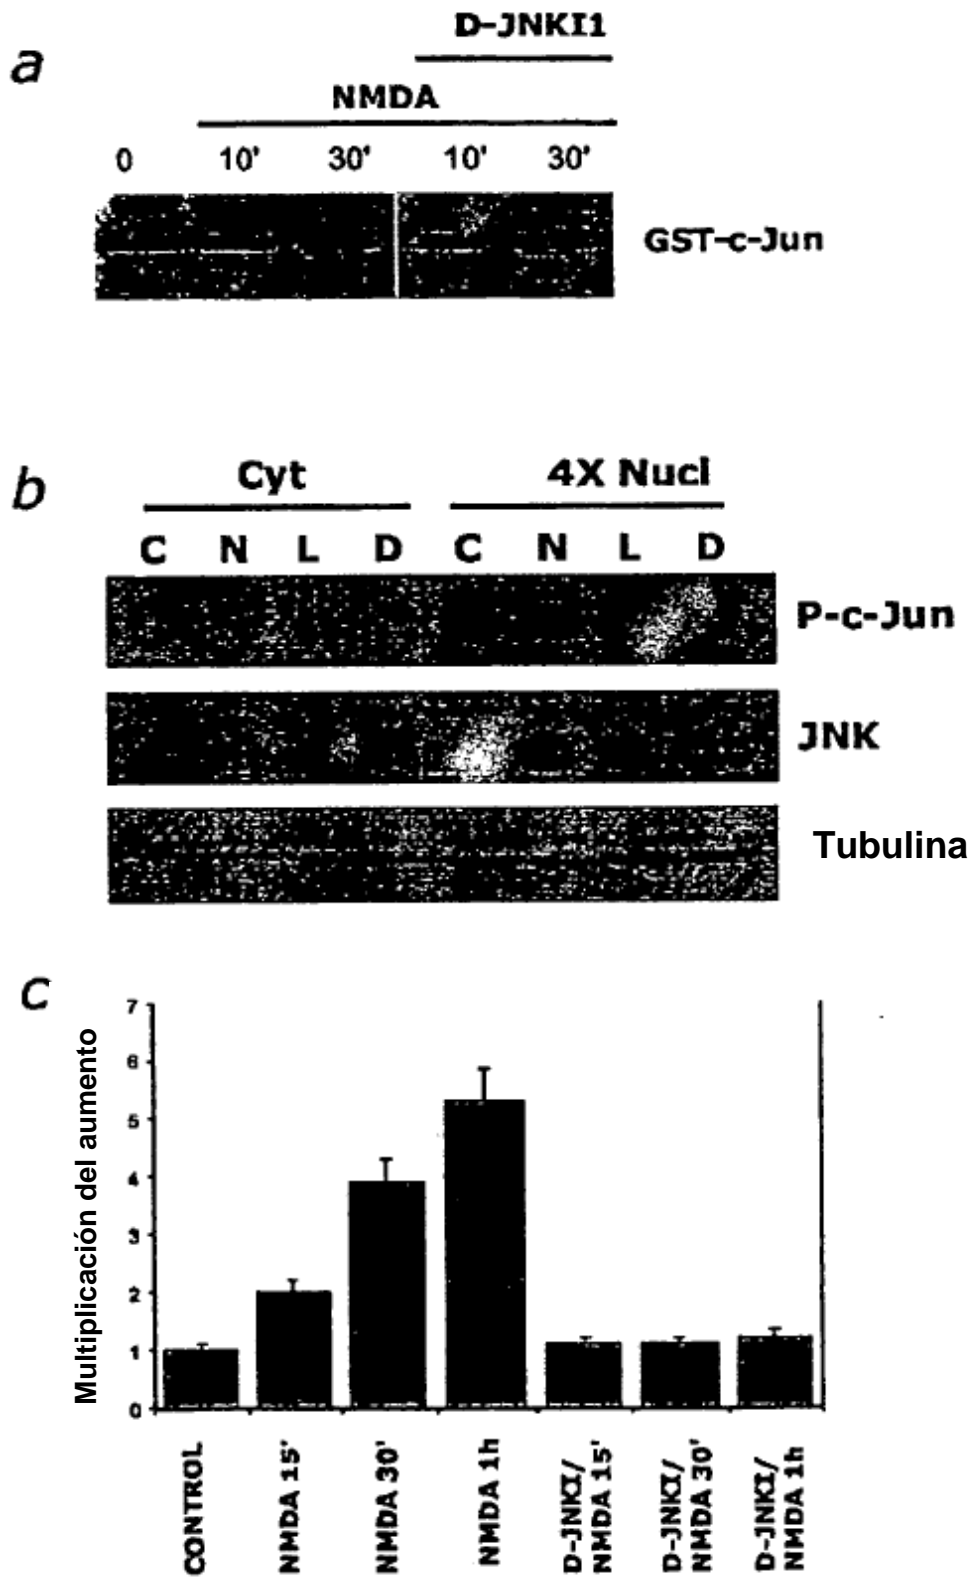 a
D-JNKI1
NMDA
0 10' 30' 10' 30'
GST-c-Jun
b
Cyt 4X Nucl
C N L D C N L D
P-c-Jun
JNK
Tubulina
c
Multiplicación del aumento
7
6
5
4
3
2
1
0
CONTROL
NMDA 15'
NMDA 30'
NMDA 1h
D-JNKI/
NMDA 15'
D-JNKI/
NMDA 30'
D-JNKI/
NMDA 1h